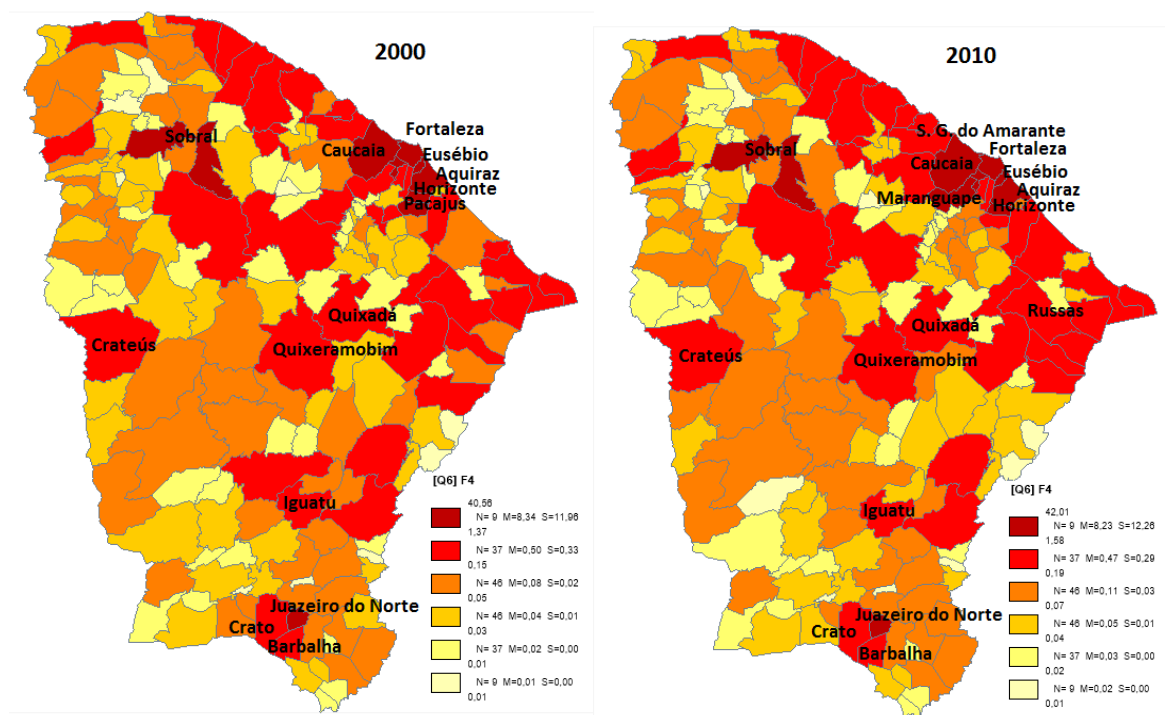 2000
Fortaleza
Sobral
Caucaia
Eusébio
Aquiraz
Horizonte
Pacajus
Quixadá
Crateús
Quixeramobim
Iguatu
Juazeiro do Norte
Crato
Barbalha
[Q6] F4
40,56
N= 9 M=8,34 S=11,96
1,37
N= 37 M=0,50 S=0,33
0,15
N= 46 M=0,08 S=0,02
0,05
N= 46 M=0,04 S=0,01
0,03
N= 37 M=0,02 S=0,00
0,01
N= 9 M=0,01 S=0,00
0,01
2010
S. G. do Amarante
Fortaleza
Sobral
Caucaia
Eusébio
Aquiraz
Maranguape
Horizonte
Russas
Quixadá
Crateús
Quixeramobim
Iguatu
Juazeiro do Norte
Crato
Barbalha
[Q6] F4
42,01
N= 9 M=8,23 S=12,26
1,58
N= 37 M=0,47 S=0,29
0,19
N= 46 M=0,11 S=0,03
0,07
N= 46 M=0,05 S=0,01
0,04
N= 37 M=0,03 S=0,00
0,02
N= 9 M=0,02 S=0,00
0,01